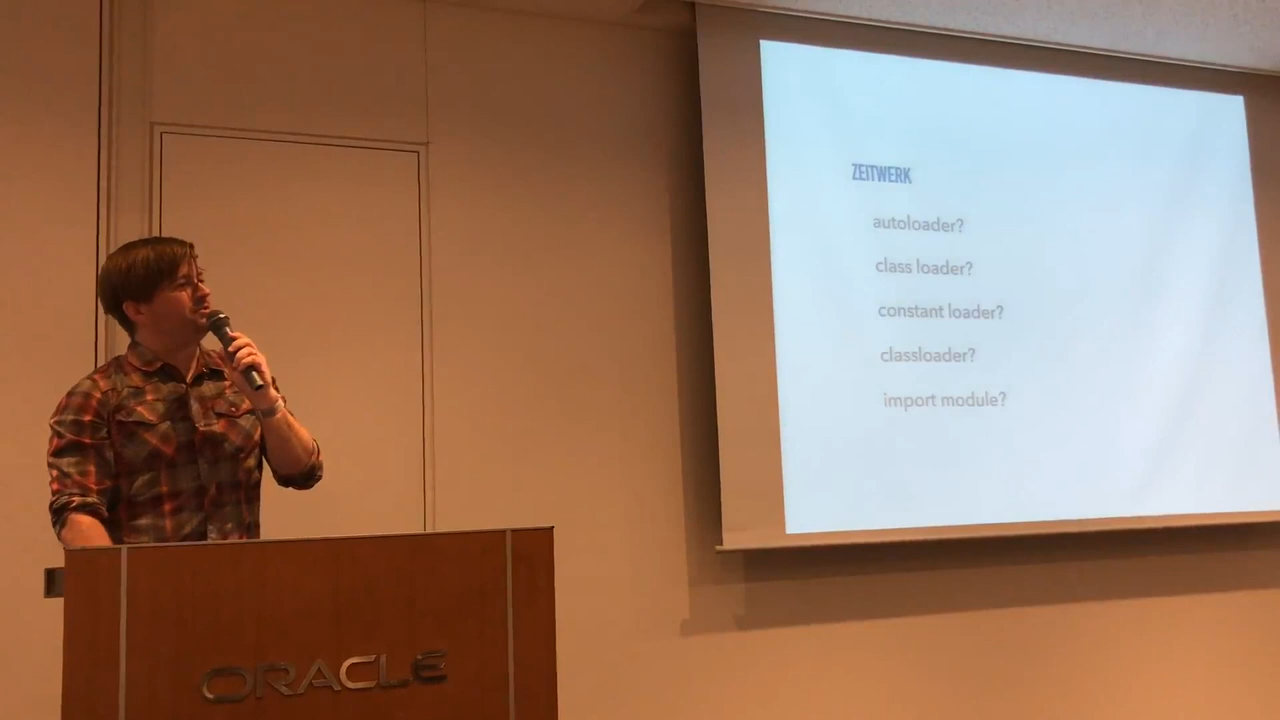 ZEITWERK
autoloader?
class loader?
constant loader?
classloader?
import module?
ORACLE